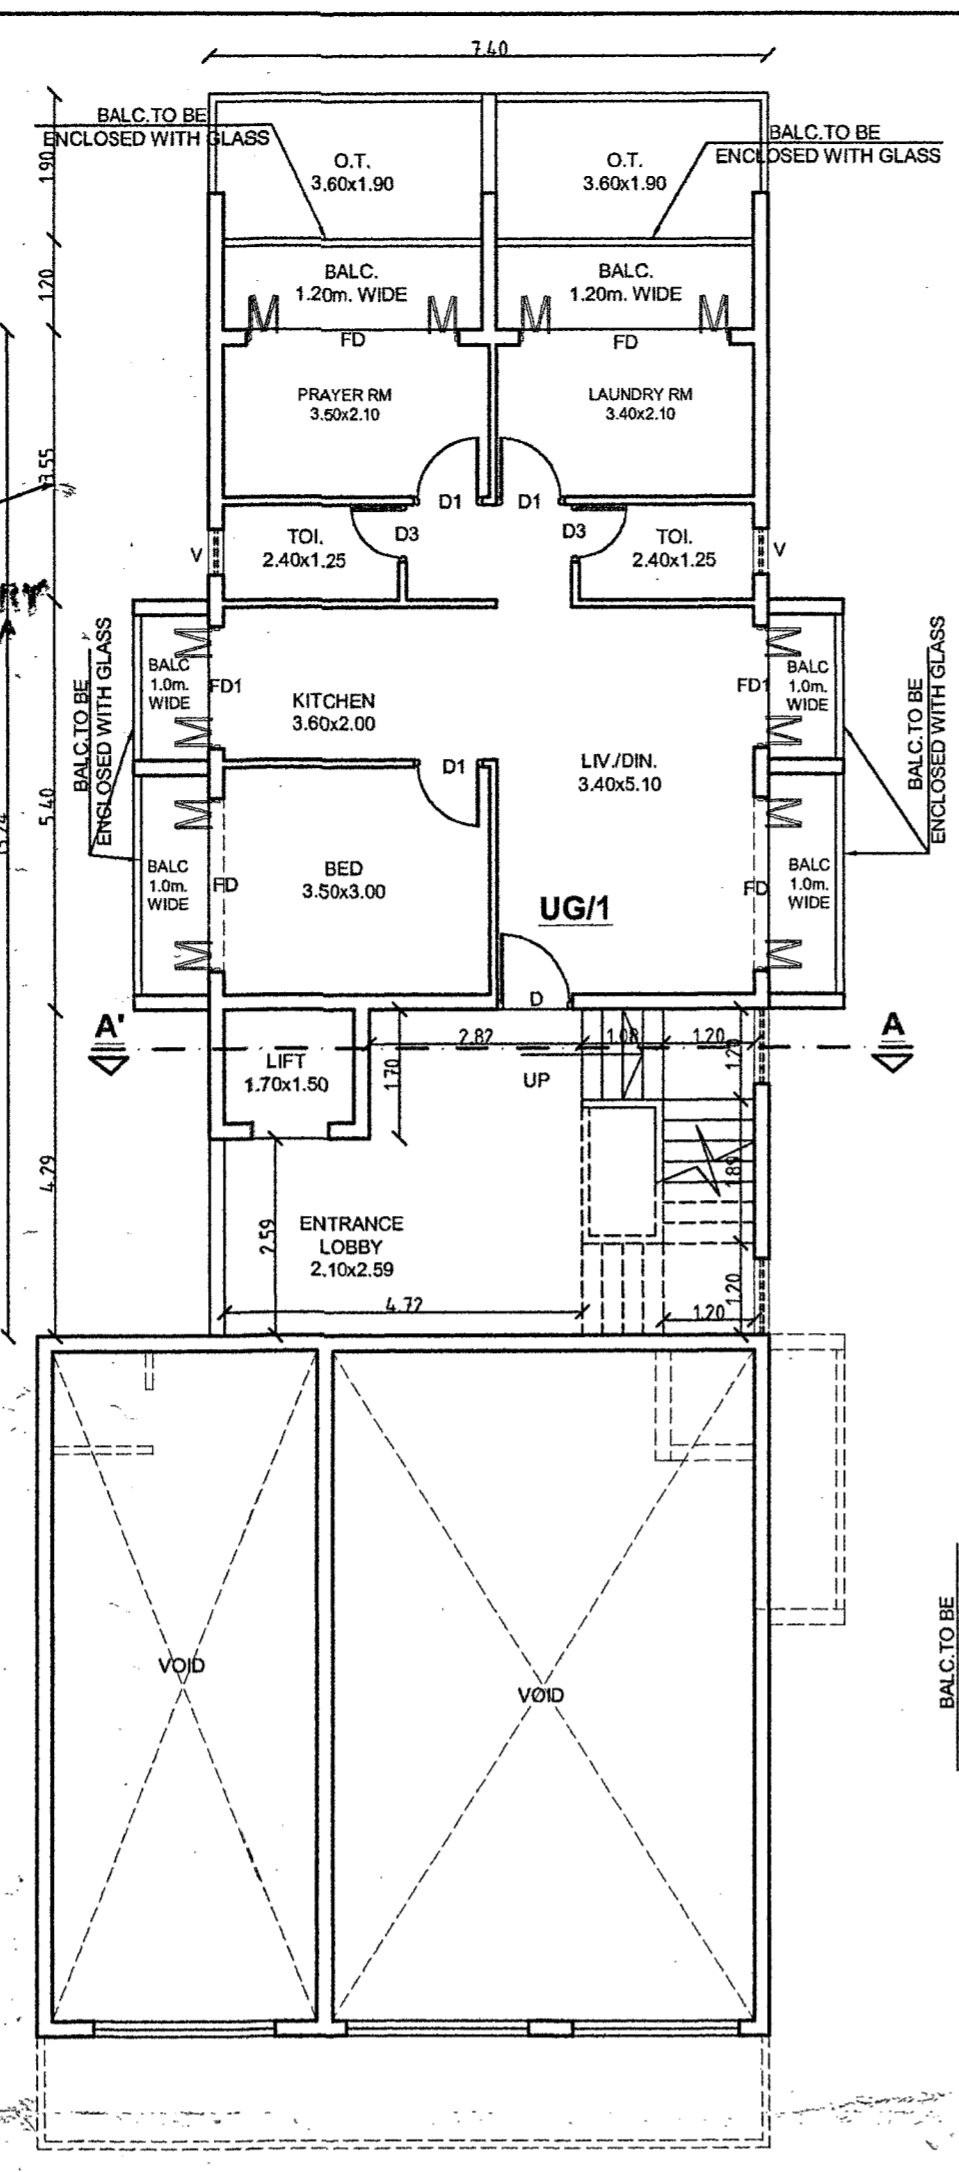 7.40
BALC.TO BE
ENCLOSED WITH GLASS
BALC.TO BE
ENCLOSED WITH GLASS
1.90
O.T.
3.60x1.90
O.T.
3.60x1.90
1.20
BALC.
1.20m. WIDE
BALC.
1.20m. WIDE
FD
FD
PRAYER RM
3.50x2.10
LAUNDRY RM
3.40x2.10
3.55
D1
D1
D3
D3
V
TOI.
2.40x1.25
TOI.
2.40x1.25
V
BALC.TO BE
ENCLOSED WITH GLASS
BALC
1.0m.
WIDE
FD1
KITCHEN
3.60x2.00
FD1
BALC
1.0m.
WIDE
BALC.TO BE
ENCLOSED WITH GLASS
D1
LIV./DIN.
3.40x5.10
5.40
BALC
1.0m.
WIDE
FD
BED
3.50x3.00
FD
BALC
1.0m.
WIDE
UG/1
D
A'
A
2.82
1.08
1.20
1.20
LIFT
1.70x1.50
1.70
UP
4.29
1.89
2.59
ENTRANCE
LOBBY
2.10x2.59
4.72
1.20
1.20
VOID
VOID
BALC.TO BE